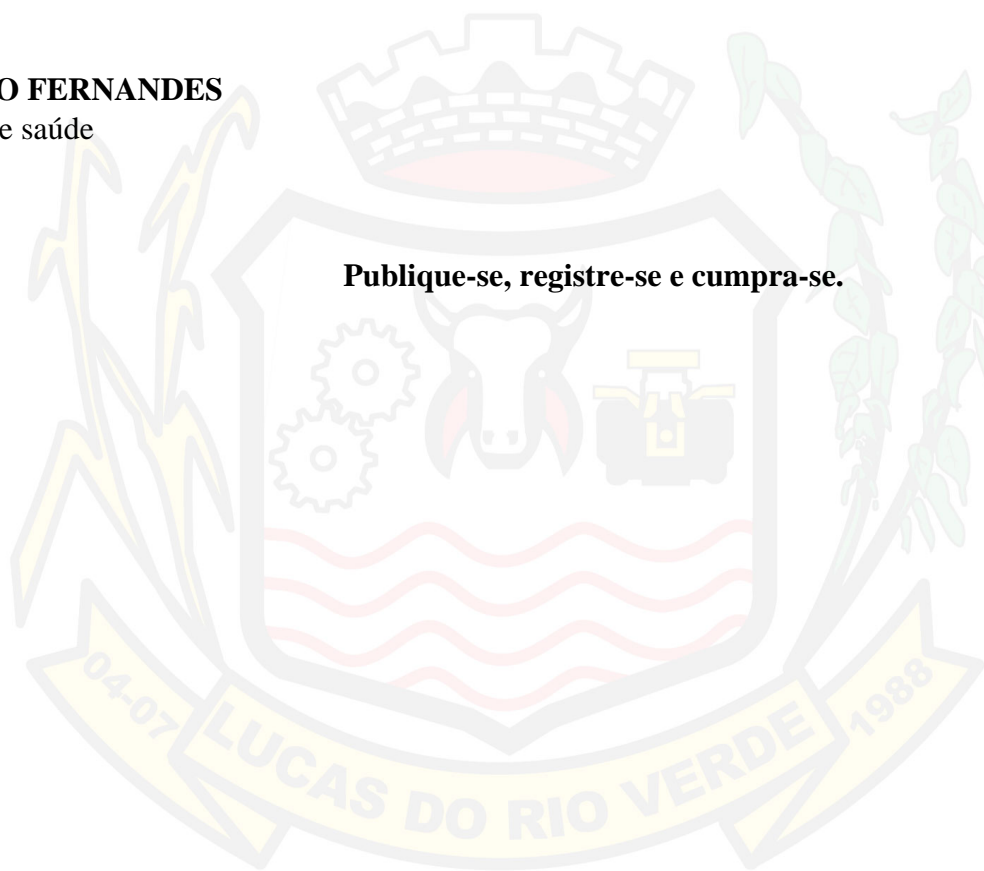 O FERNANDES
e saúde
Publique-se, registre-se e cumpra-se.
04-07
LUCAS DO RIO VERDE
1988